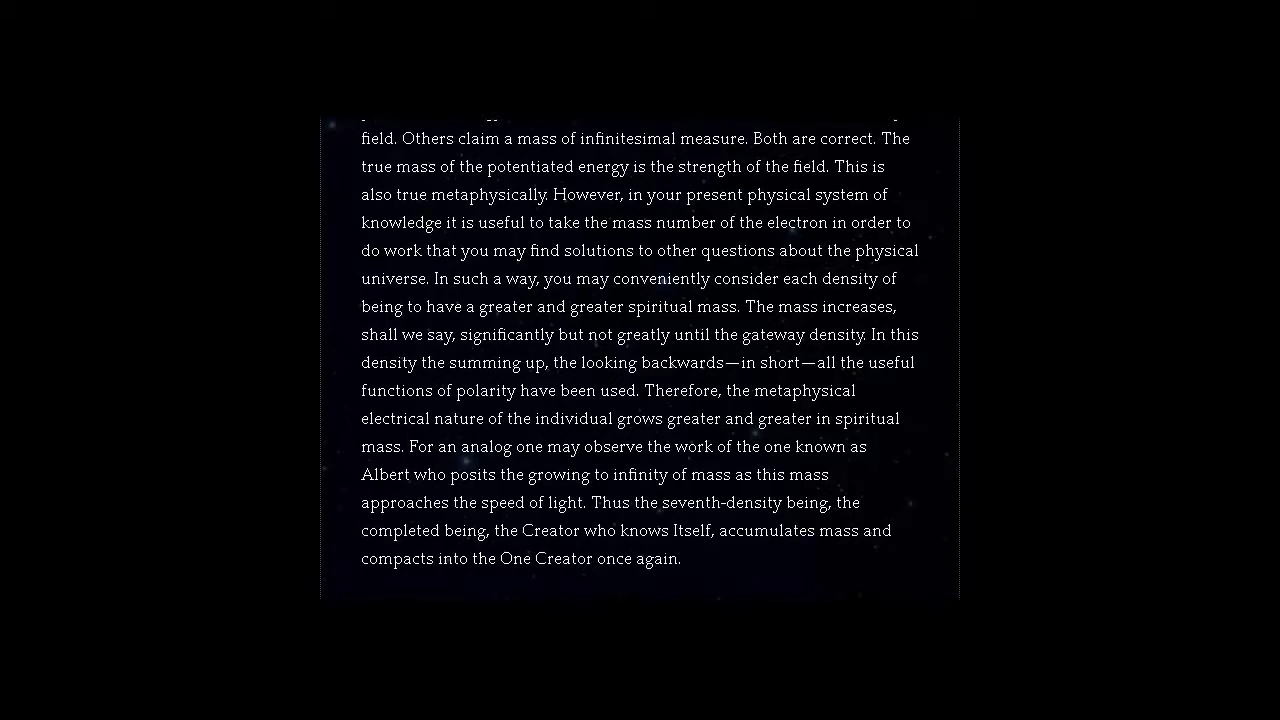 field. Others claim a mass of infinitesimal measure. Both are correct. The
true mass of the potentiated energy is the strength of the field. This is
also true metaphysically. However, in your present physical system of
knowledge it is useful to take the mass number of the electron in order to
do work that you may find solutions to other questions about the physical
universe. In such a way, you may conveniently consider each density of
being to have a greater and greater spiritual mass. The mass increases,
shall we say, significantly but not greatly until the gateway density. In this
density the summing up, the looking backwards—in short—all the useful
functions of polarity have been used. Therefore, the metaphysical
electrical nature of the individual grows greater and greater in spiritual
mass. For an analog one may observe the work of the one known as
Albert who posits the growing to infinity of mass as this mass
approaches the speed of light. Thus the seventh-density being, the
completed being, the Creator who knows Itself, accumulates mass and
compacts into the One Creator once again.